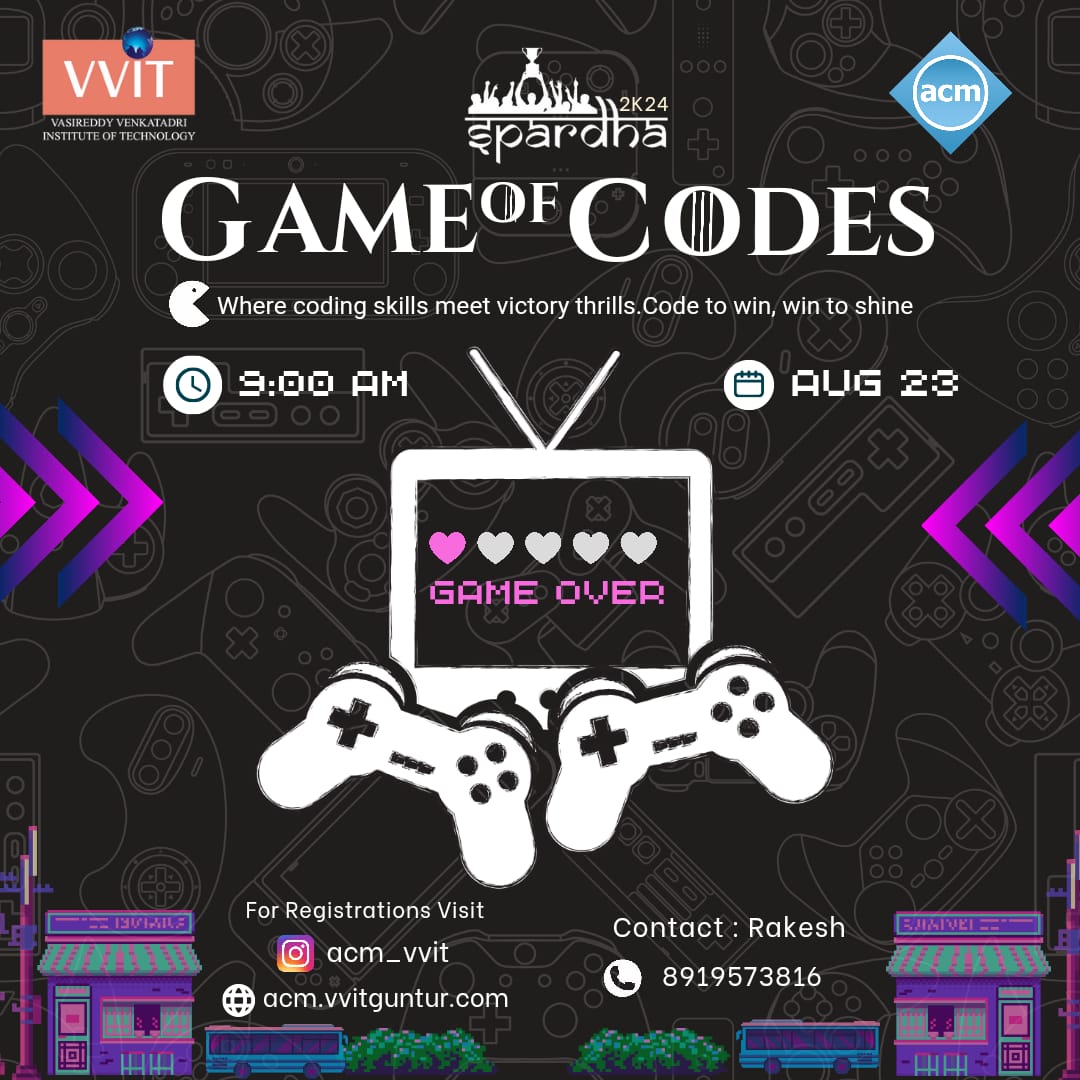 VVIT
VASIREDDY VENKATADRI
INSTITUTE OF TECHNOLOGY
2K24
spardha
acm
GAME OF CODES
Where coding skills meet victory thrills.Code to win, win to shine
9:00 AM
AUG 23
GAME OVER
For Registrations Visit
acm_vvit
acm.vvitguntur.com
Contact : Rakesh
8919573816